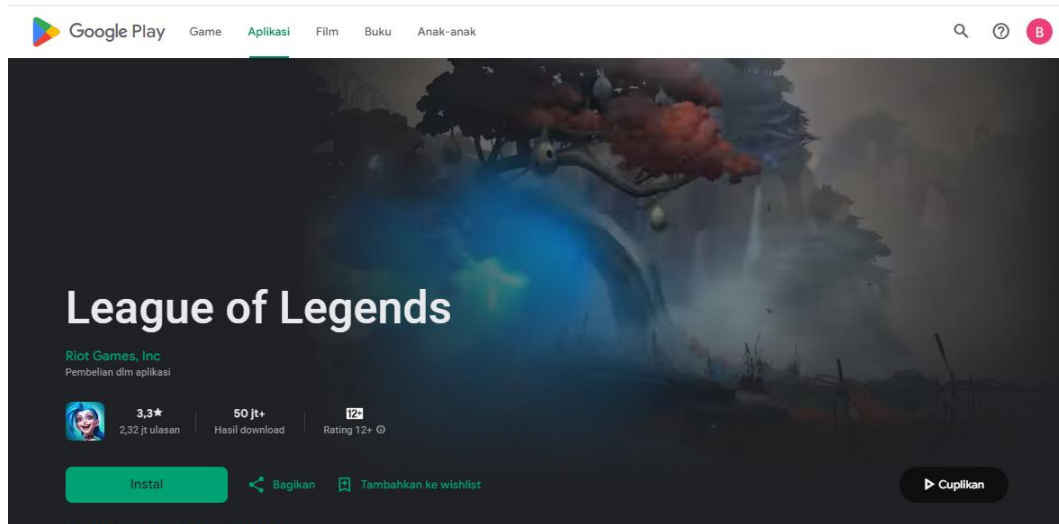 Google Play Game Aplikasi Film Buku Anak-anak B
League of Legends
Riot Games, Inc
Pembelian dlm aplikasi
3,3★ 50 jt+ 12+
2,32 jt ulasan Hasil download Rating 12+
Instal Bagikan Tambahkan ke wishlist Cuplikan